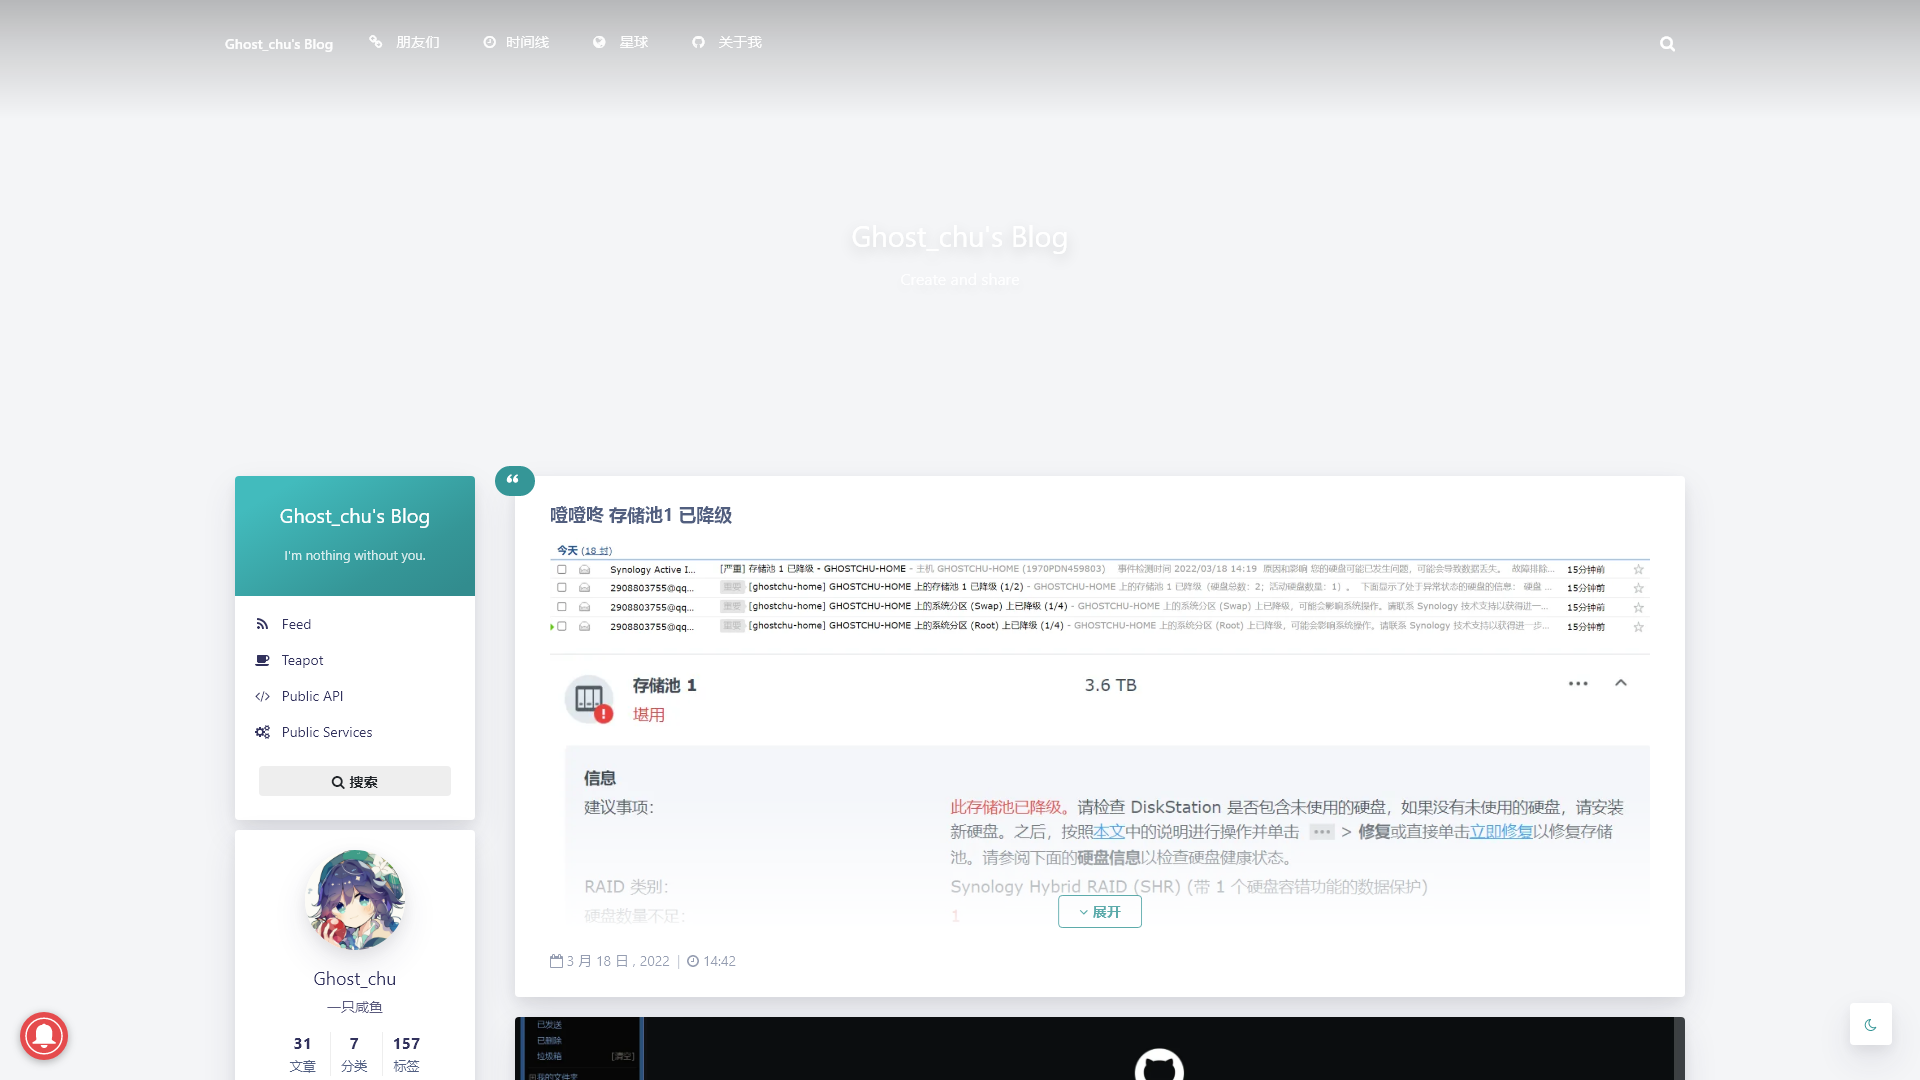 Ghost_chu's Blog
朋友们
时间线
星球
关于我
Ghost_chu's Blog
Create and share
Ghost_chu's Blog
I'm nothing without you.
Feed
Teapot
Public API
Public Services
搜索
Ghost_chu
一只咸鱼
31 7 157
文章 分类 标签
噔噔咚 存储池1 已降级
今天 (18 封)
Synology Active I... [严重] 存储池 1 已降级 - GHOSTCHU-HOME - 主机 GHOSTCHU-HOME (1970PDN459803) 事件检测时间 2022/03/18 14:19 原因和影响 您的硬盘可能已发生问题，可能会导致数据丢失。 故障排除... 15分钟前
2908803755@qq... 重要 [ghostchu-home] GHOSTCHU-HOME 上的存储池 1 已降级 (1/2) - GHOSTCHU-HOME 上的存储池 1 已降级（硬盘总数：2；活动硬盘数量：1）。 下面显示了处于异常状态的硬盘的信息： 硬盘 ... 15分钟前
2908803755@qq... 重要 [ghostchu-home] GHOSTCHU-HOME 上的系统分区 (Swap) 上已降级 (1/4) - GHOSTCHU-HOME 上的系统分区 (Swap) 上已降级，可能会影响系统操作。请联系 Synology 技术支持以获得进一... 15分钟前
2908803755@qq... 重要 [ghostchu-home] GHOSTCHU-HOME 上的系统分区 (Root) 上已降级 (1/4) - GHOSTCHU-HOME 上的系统分区 (Root) 上已降级，可能会影响系统操作。请联系 Synology 技术支持以获得进一步... 15分钟前
存储池 1 3.6 TB
堪用
信息
建议事项： 此存储池已降级。请检查 DiskStation 是否包含未使用的硬盘，如果没有未使用的硬盘，请安装
新硬盘。之后，按照本文中的说明进行操作并单击 ··· > 修复或直接单击立即修复以修复存储
池。请参阅下面的硬盘信息以检查硬盘健康状态。
RAID 类别： Synology Hybrid RAID (SHR) (带 1 个硬盘容错功能的数据保护)
硬盘数量不足： 1
展开
3 月 18 日 , 2022 | 14:42
已发送
已删除
垃圾箱 [清空]
我的文件夹